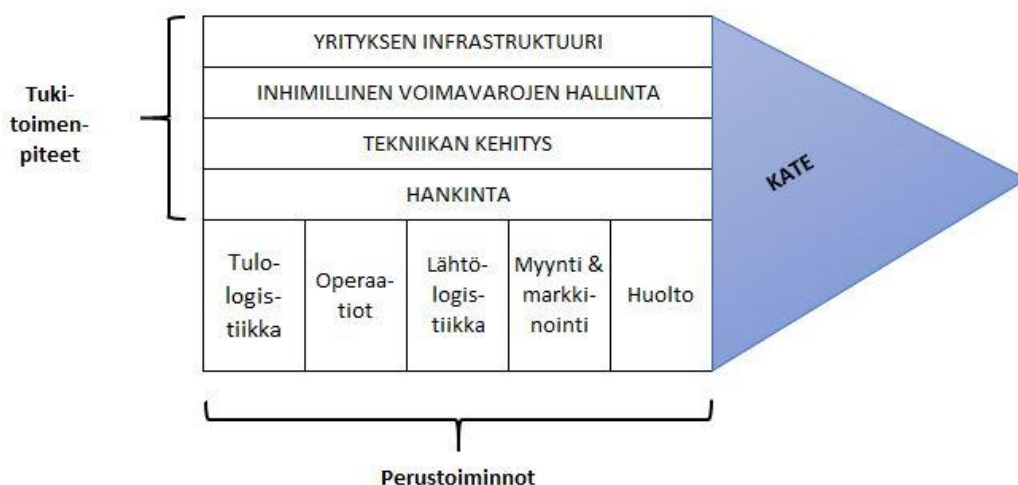 YRITYKSEN INFRASTRUKTUURI
INHIMILLINEN VOIMAVAROJEN HALLINTA
TEKNIIKAN KEHITYS
HANKINTA
Tuki-
toimen-
piteet
KATE
Tulo-
logis-
tiikka
Operaa-
tiot
Lähtö-
logis-
tiikka
Myynti &
markki-
nointi
Huolto
Perustoiminnot